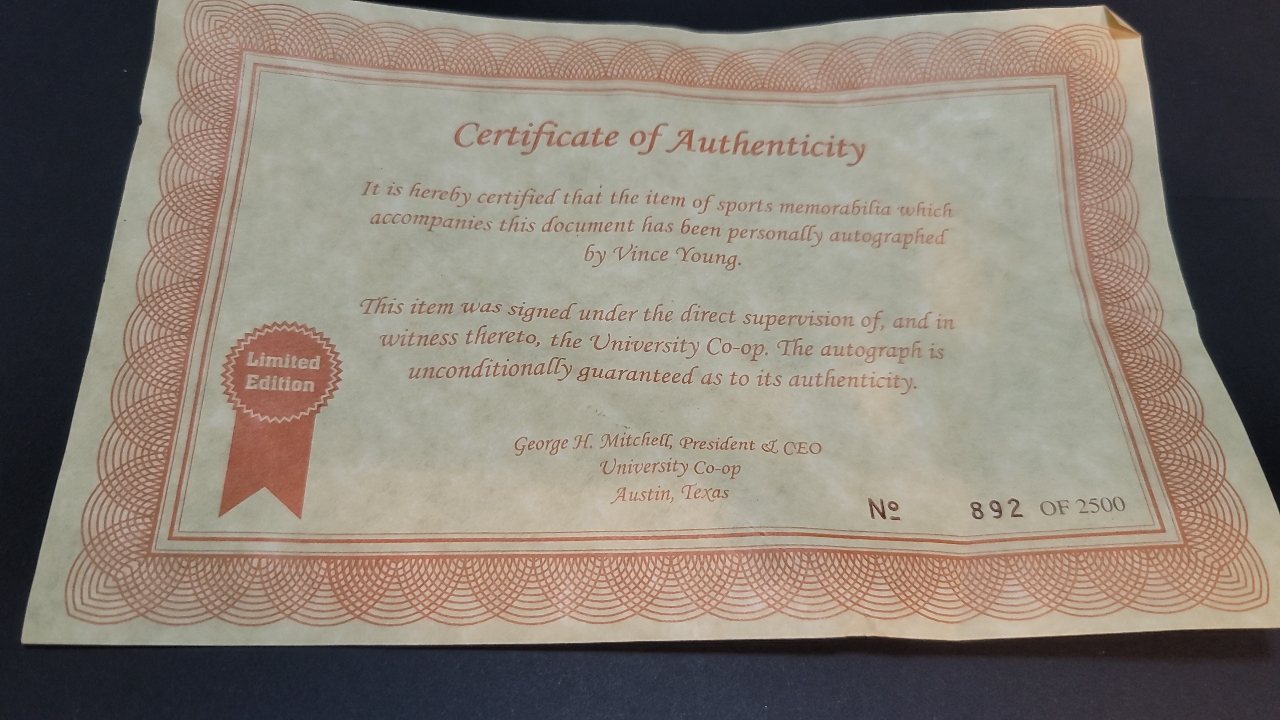 Certificate of Authenticity
It is hereby certified that the item of sports memorabilia which
accompanies this document has been personally autographed
by Vince Young.
This item was signed under the direct supervision of, and in
witness thereto, the University Co-op. The autograph is
unconditionally guaranteed as to its authenticity.
Limited
Edition
George H. Mitchell, President & CEO
University Co-op
Austin, Texas
Nº 892 OF 2500